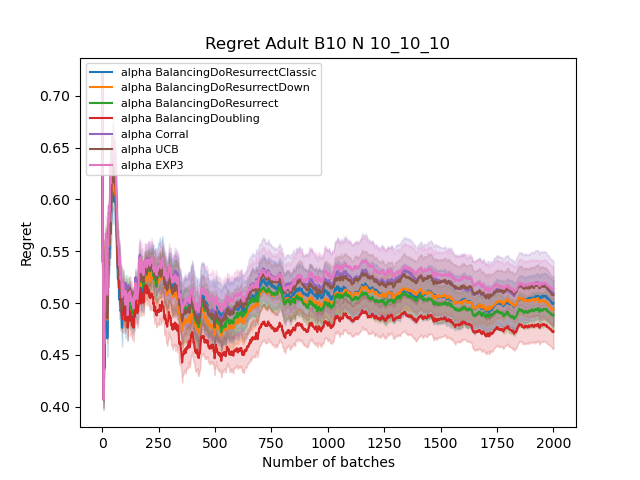 Regret Adult B10 N 10_10_10
alpha BalancingDoResurrectClassic
alpha BalancingDoResurrectDown
alpha BalancingDoResurrect
alpha BalancingDoubling
alpha Corral
alpha UCB
alpha EXP3
Regret
0.70
0.65
0.60
0.55
0.50
0.45
0.40
0 250 500 750 1000 1250 1500 1750 2000
Number of batches